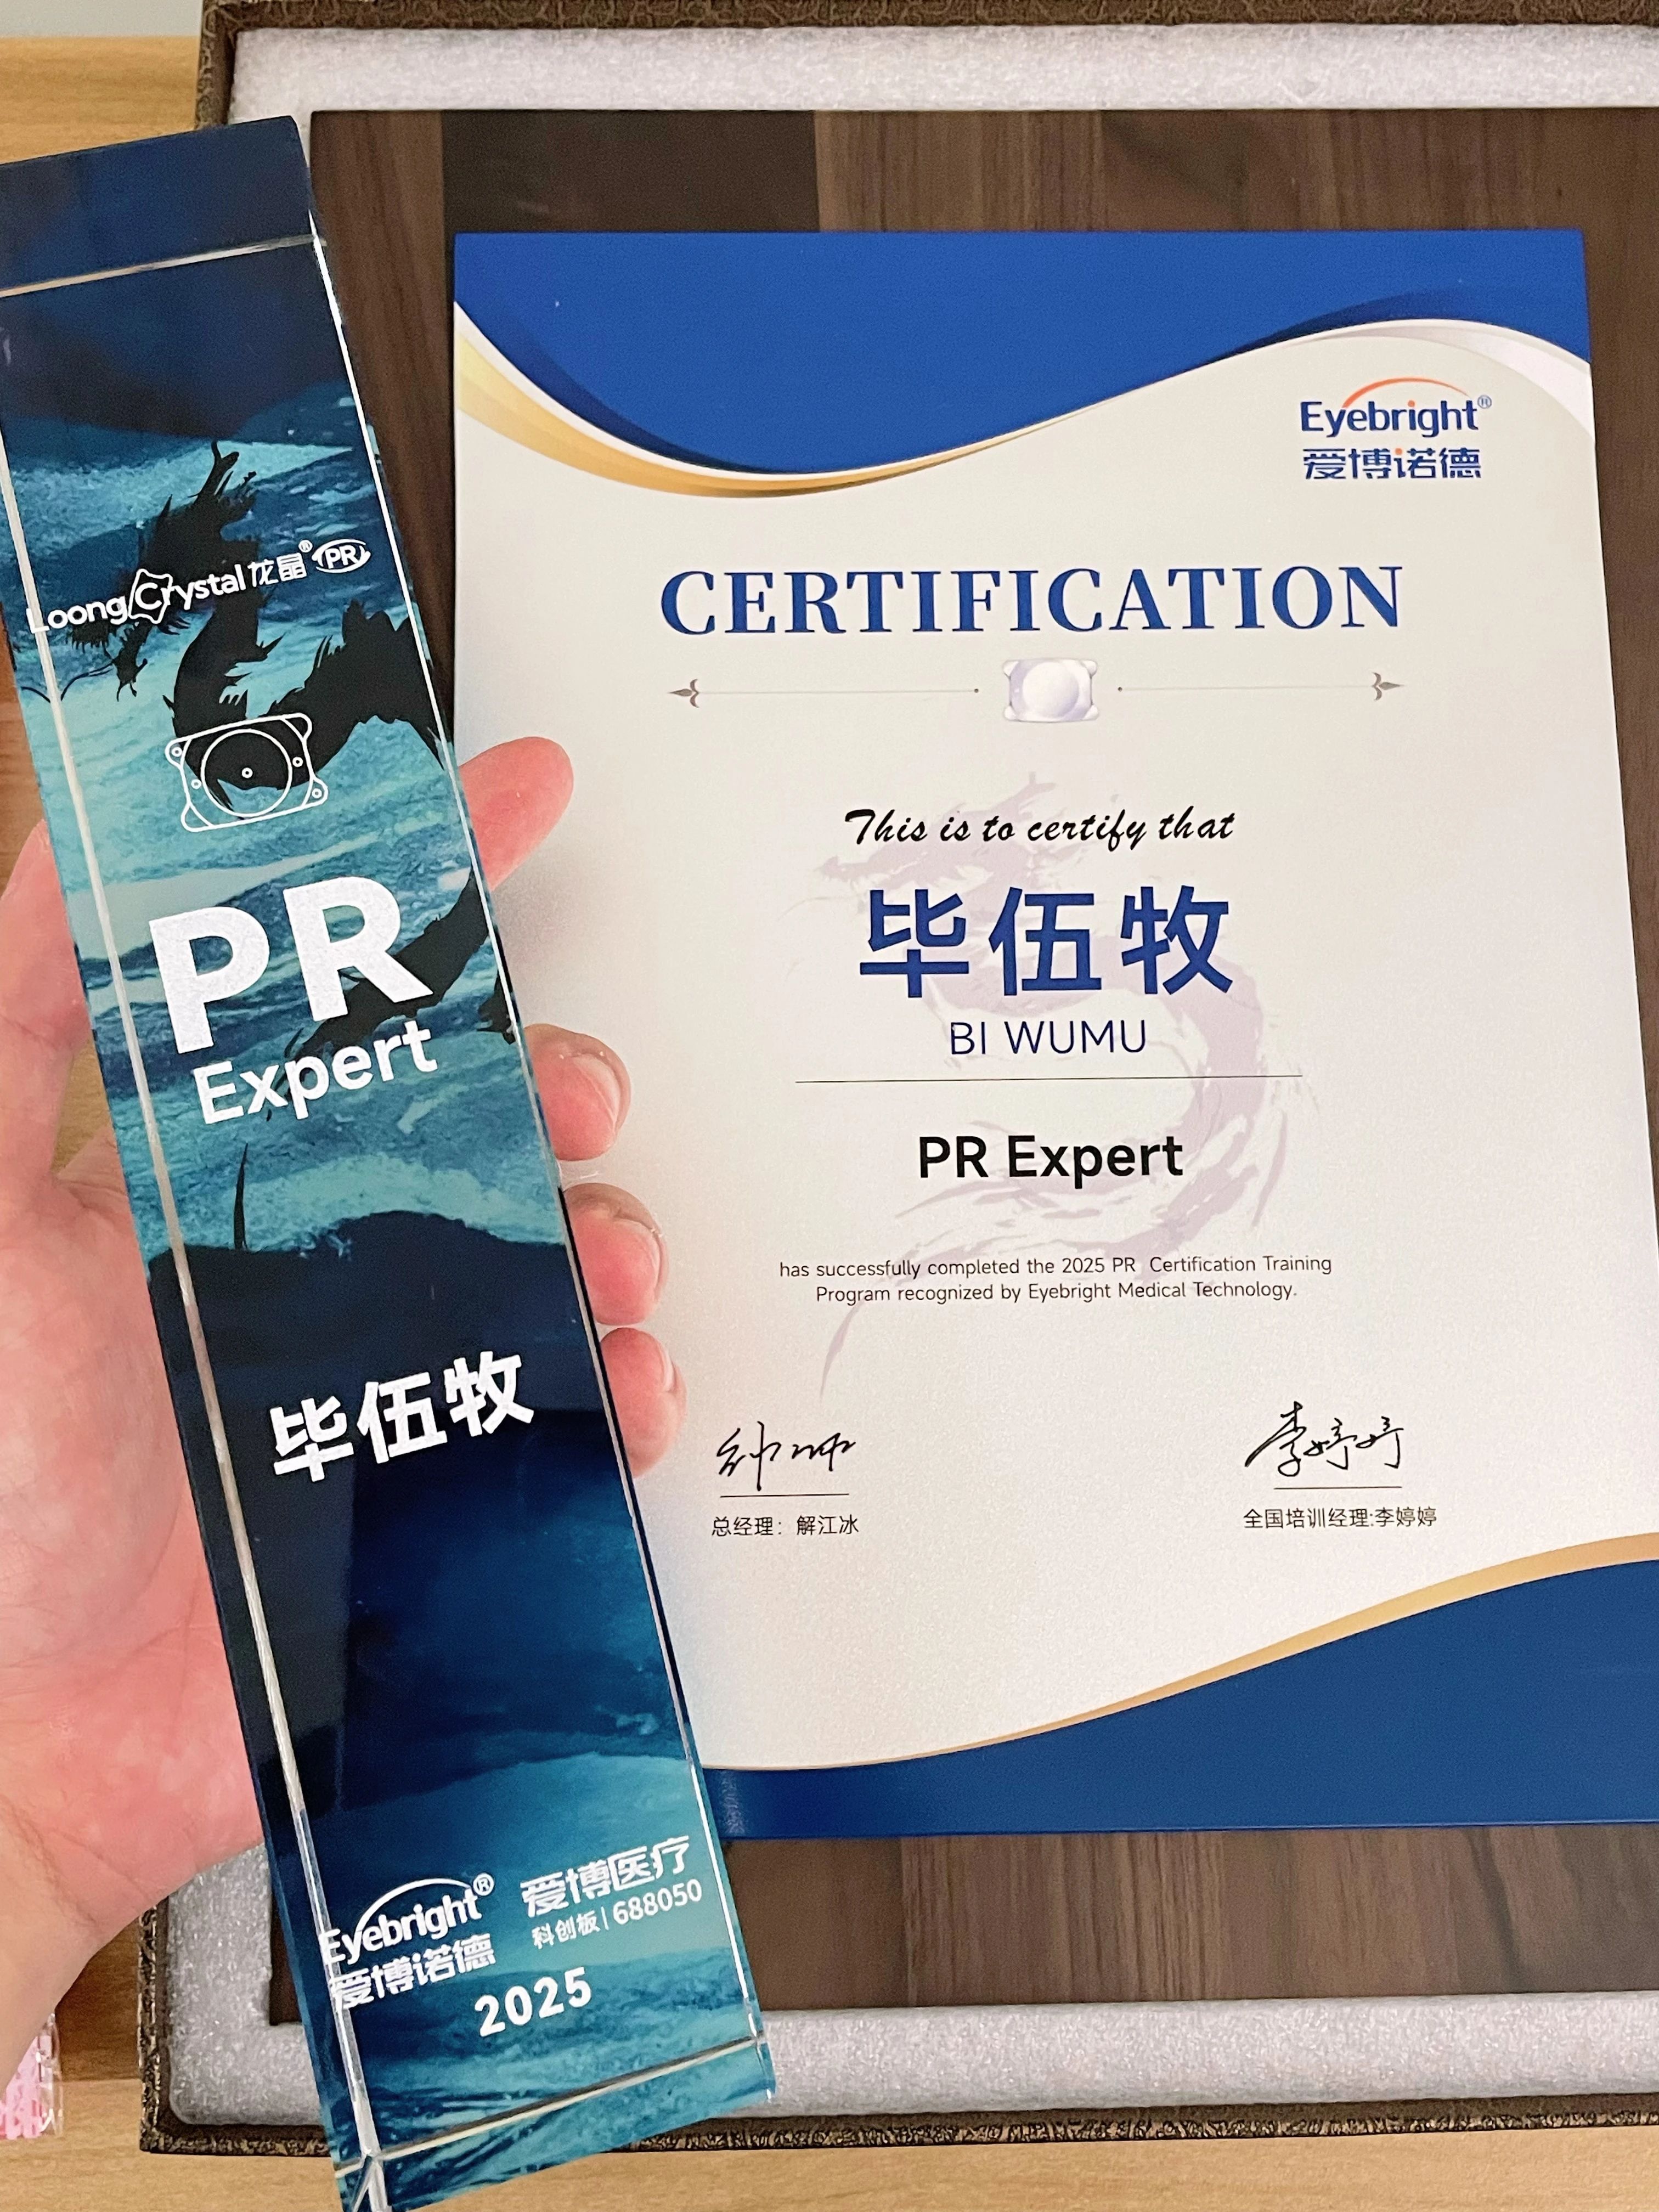 LoongCrystal龙晶® PR
PR
Expert
毕伍牧
Eyebright®
爱博诺德
爱博医疗
科创板|688050
2025
Eyebright®
爱博诺德
CERTIFICATION
This is to certify that
毕伍牧
BI WUMU
PR Expert
has successfully completed the 2025 PR Certification Training
Program recognized by Eyebright Medical Technology.
李婷婷
总经理：解江冰
全国培训经理:李婷婷